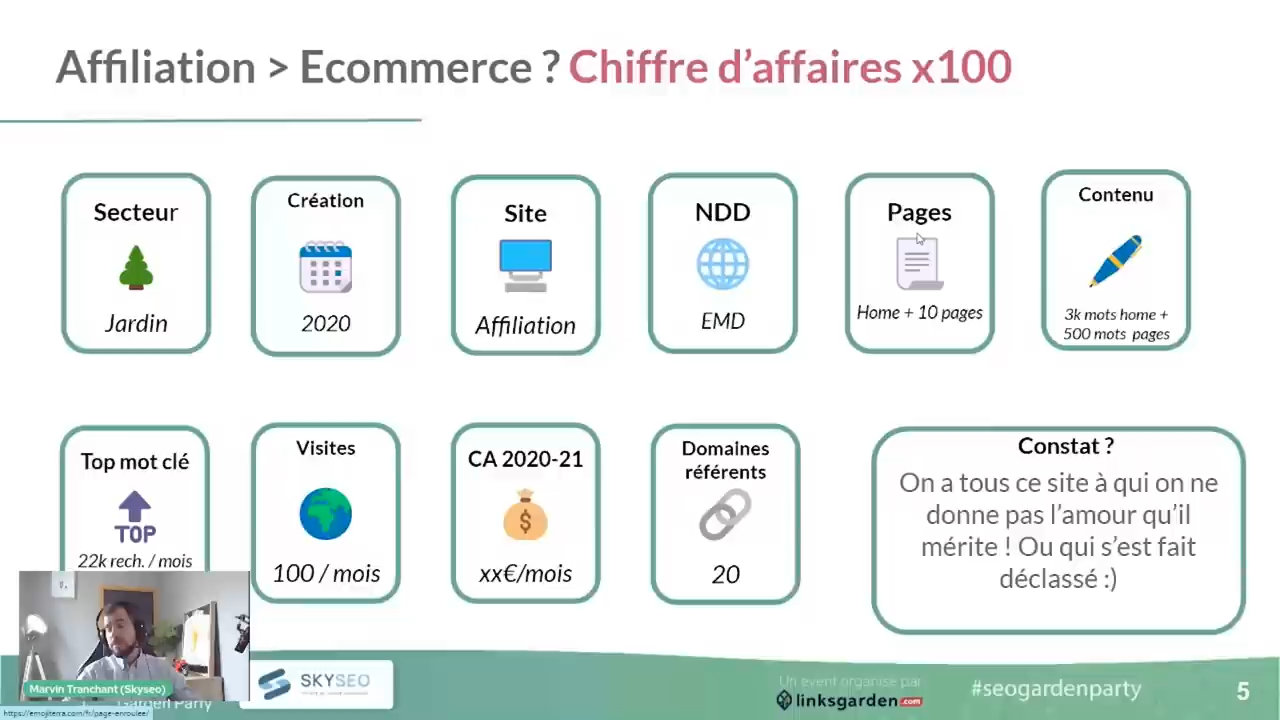 Affiliation > Ecommerce ? Chiffre d'affaires x100
Secteur
Jardin
Création
2020
Site
Affiliation
NDD
EMD
Pages
Home + 10 pages
Contenu
3k mots home +
500 mots pages
Top mot clé
TOP
22k rech. / mois
Visites
100 / mois
CA 2020-21
$
xx€/mois
Domaines
référents
20
Constat ?
On a tous ce site à qui on ne
donne pas l'amour qu'il
mérite ! Ou qui s'est fait
déclassé :)
Marvin Tranchant (Skyseo)
Garden Party
SKYSEO
Un event organisé par
linksgarden.com
#seogardenparty
5
https://emojiterra.com/fr/page-enroulee/